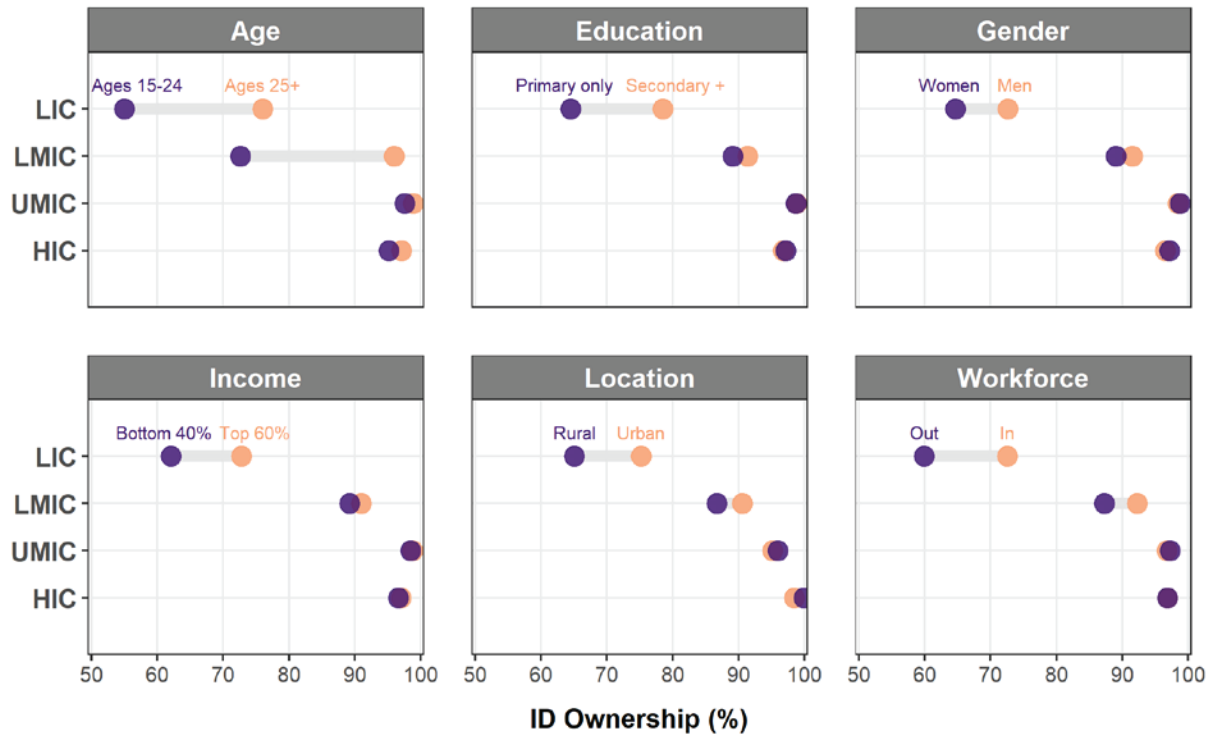 Age
Education
Gender
Ages 15-24 Ages 25+
Primary only Secondary +
Women Men
LIC
LMIC
UMIC
HIC
Income
Location
Workforce
Bottom 40% Top 60%
Rural Urban
Out In
LIC
LMIC
UMIC
HIC
50 60 70 80 90 100
50 60 70 80 90 100
50 60 70 80 90 100
ID Ownership (%)